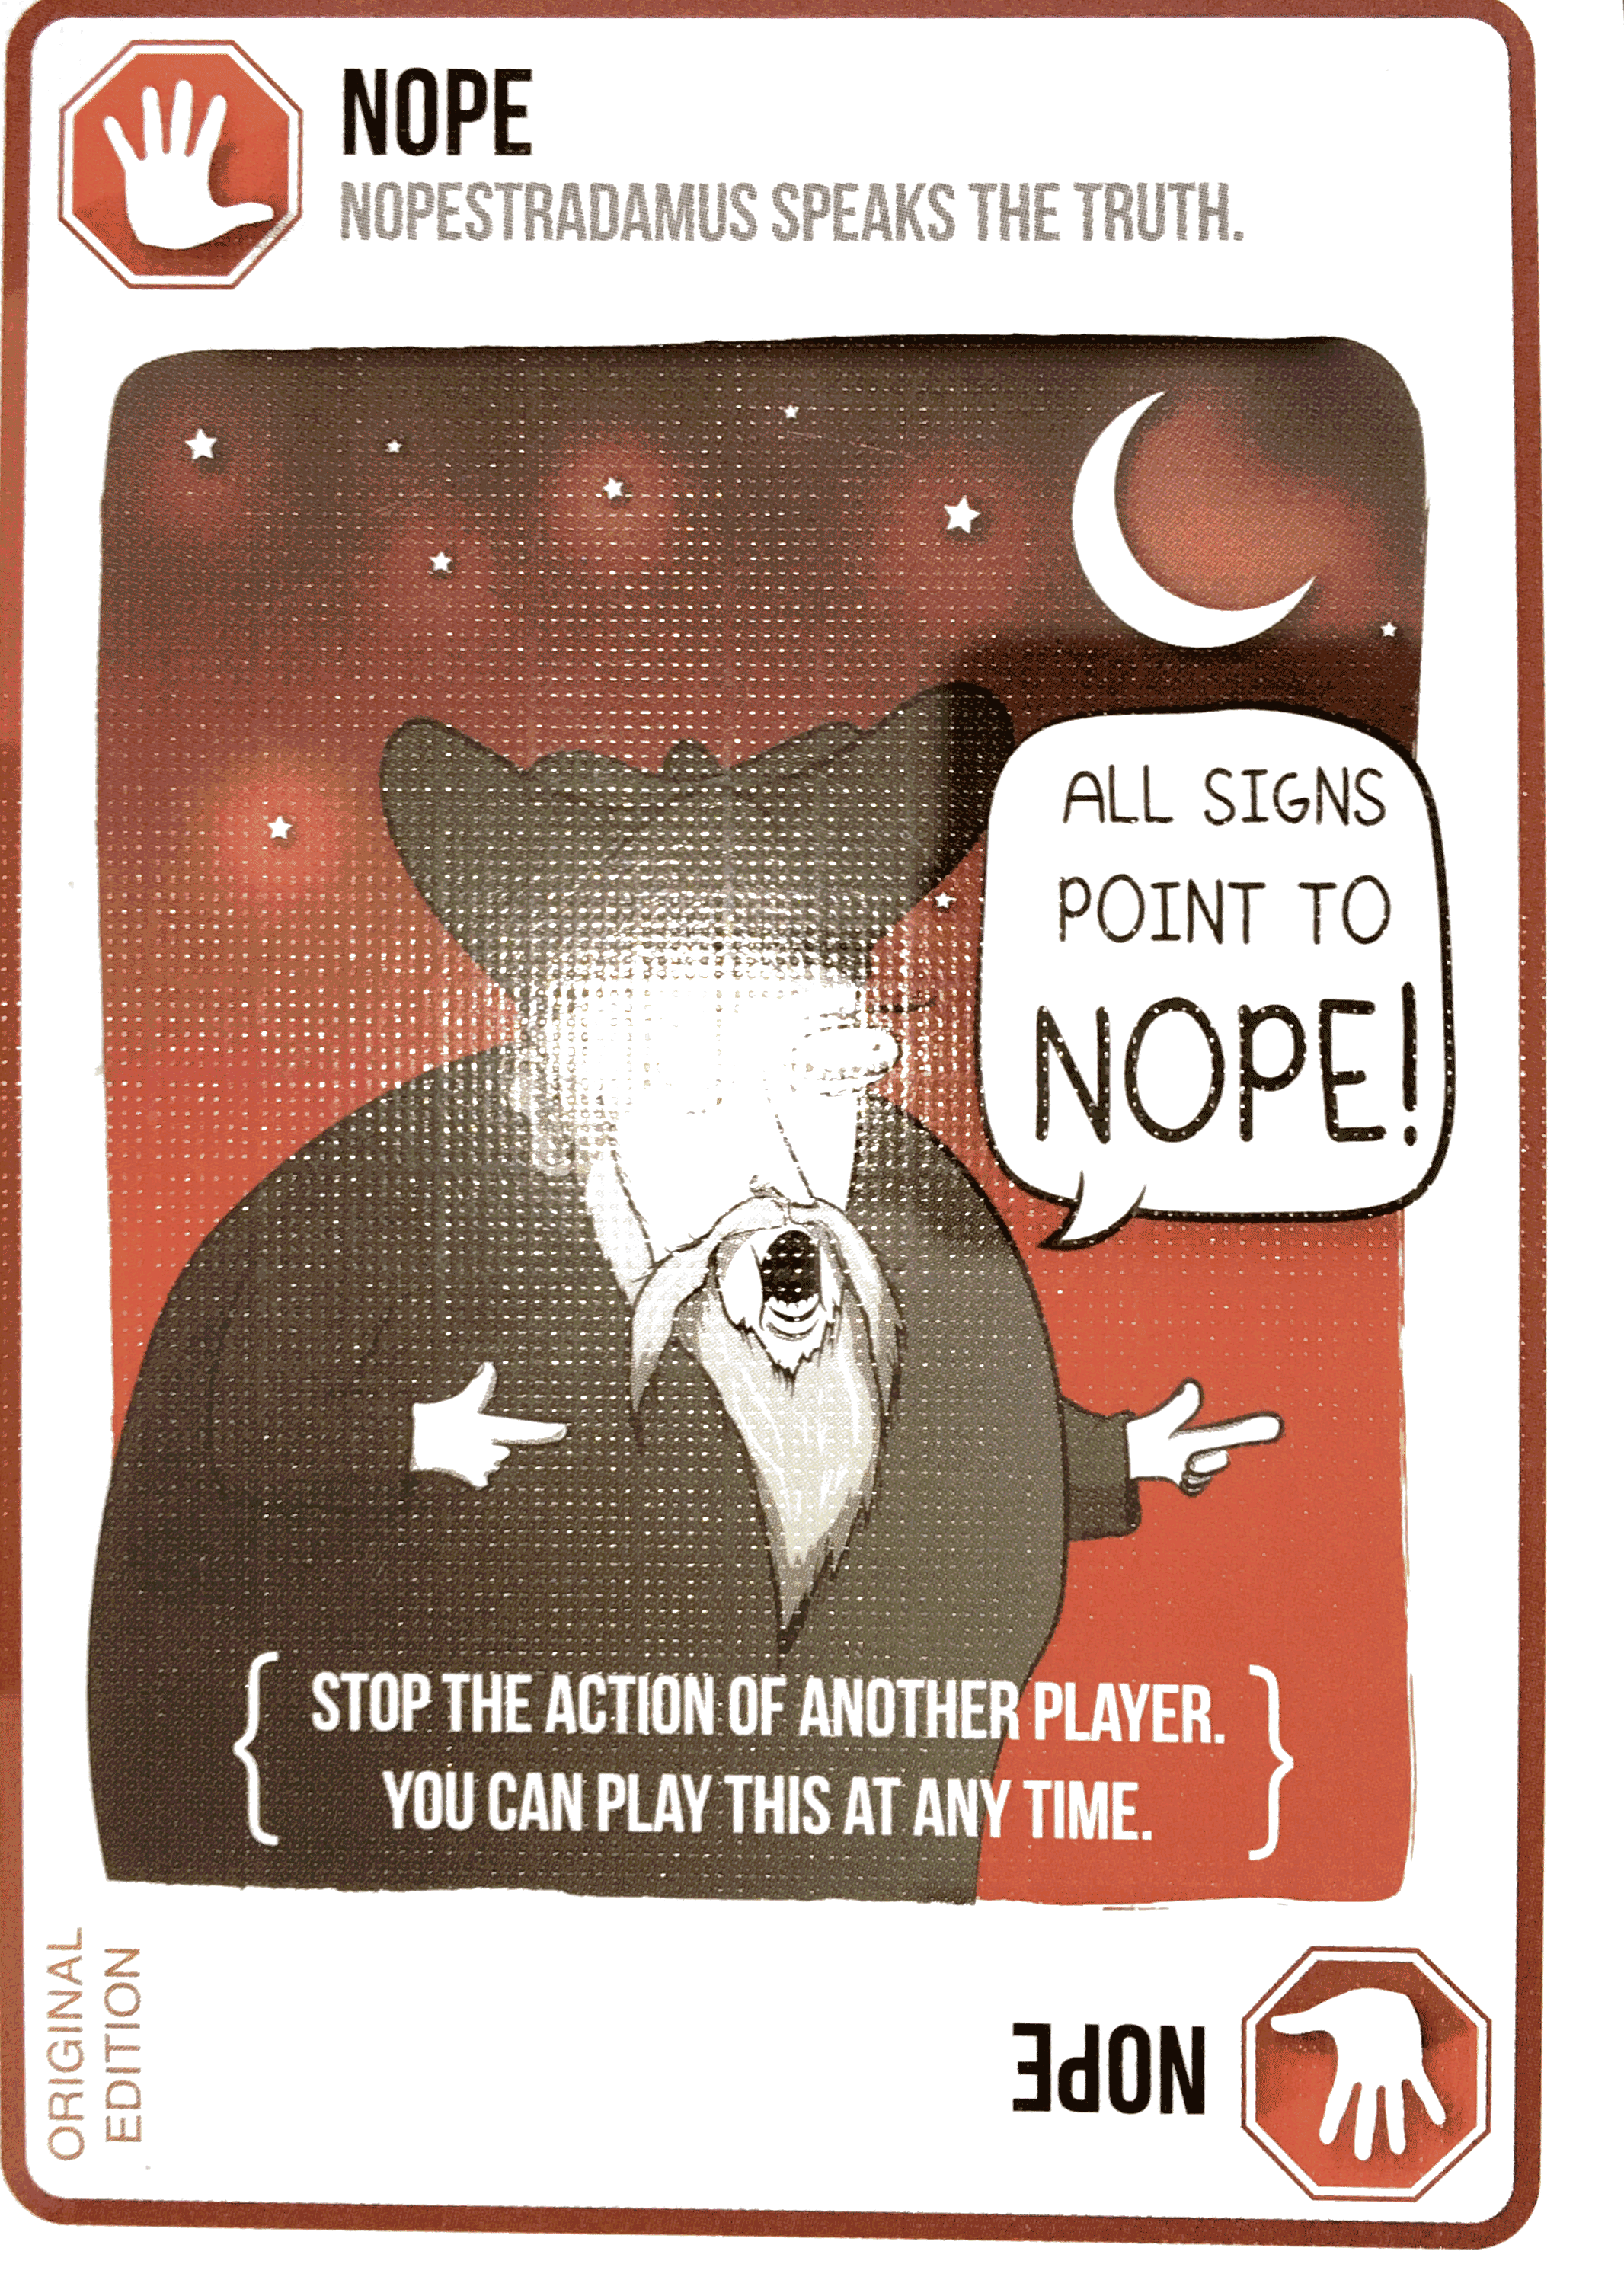 NOPE
NOPESTRADAMUS SPEAKS THE TRUTH.
ALL SIGNS
POINT TO
NOPE!
STOP THE ACTION OF ANOTHER PLAYER.
YOU CAN PLAY THIS AT ANY TIME.
ORIGINAL
EDITION
NOPE